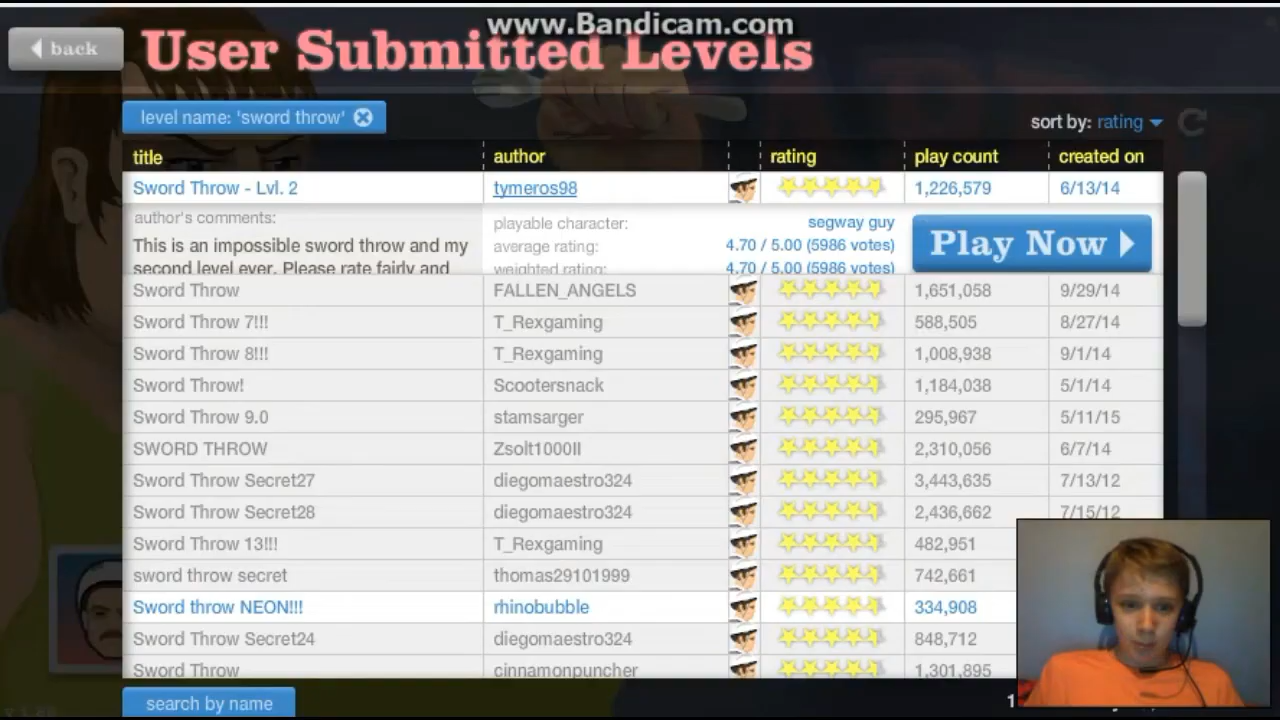 www.Bandicam.com
back
User Submitted Levels
level name: 'sword throw'
sort by: rating
title author rating play count created on
Sword Throw - Lvl. 2 tymeros98 1,226,579 6/13/14
author's comments:
This is an impossible sword throw and my
second level ever. Please rate fairly and
playable character: segway guy
average rating: 4.70 / 5.00 (5986 votes)
weighted rating: 4.70 / 5.00 (5986 votes)
Play Now
Sword Throw FALLEN_ANGELS 1,651,058 9/29/14
Sword Throw 7!!! T_Rexgaming 588,505 8/27/14
Sword Throw 8!!! T_Rexgaming 1,008,938 9/1/14
Sword Throw! Scootersnack 1,184,038 5/1/14
Sword Throw 9.0 stamsarger 295,967 5/11/15
SWORD THROW Zsolt1000II 2,310,056 6/7/14
Sword Throw Secret27 diegomaestro324 3,443,635 7/13/12
Sword Throw Secret28 diegomaestro324 2,436,662 7/15/12
Sword Throw 13!!! T_Rexgaming 482,951
sword throw secret thomas29101999 742,661
Sword throw NEON!!! rhinobubble 334,908
Sword Throw Secret24 diegomaestro324 848,712
Sword Throw cinnamonpuncher 1,301,895
search by name